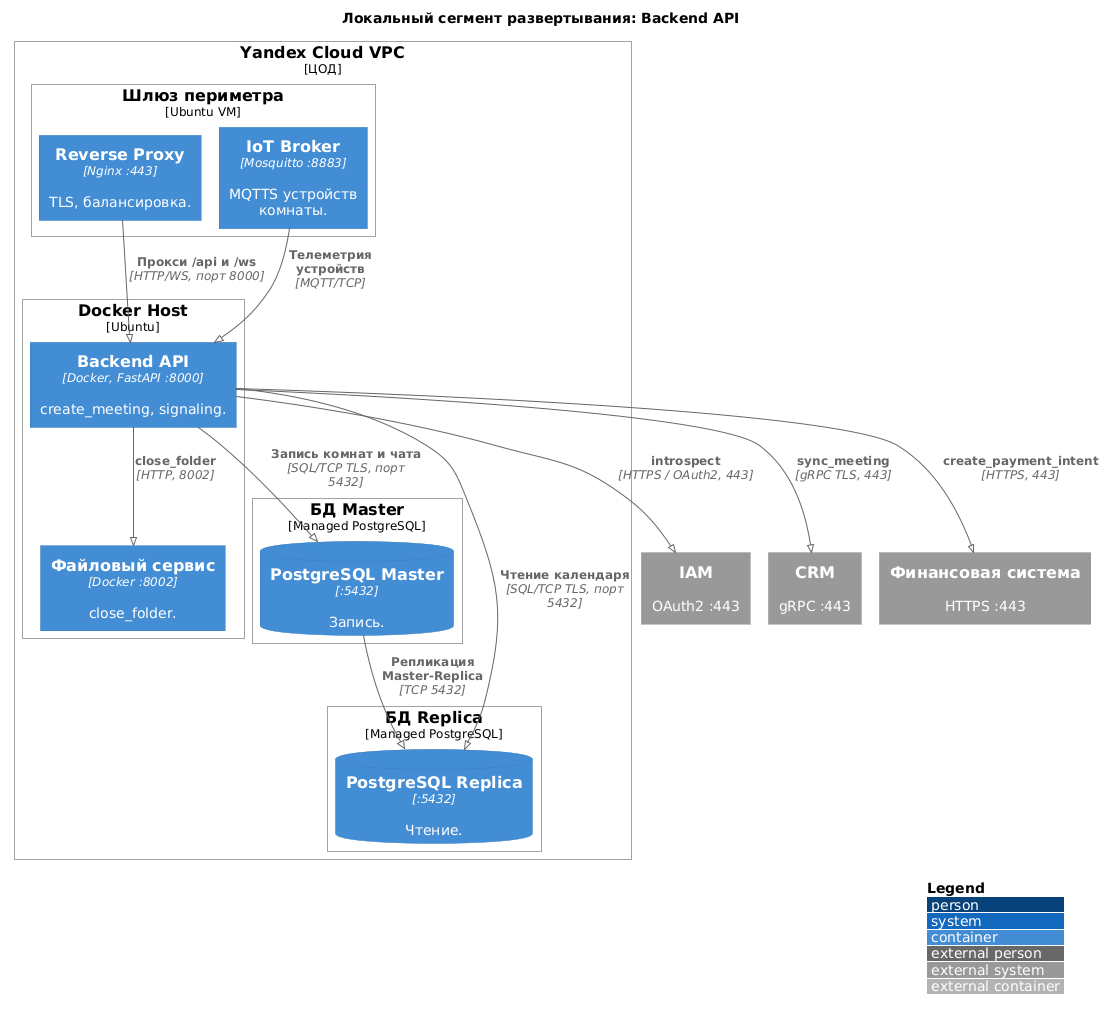 Локальный сегмент развертывания: Backend API
Yandex Cloud VPC
[ЦОД]
Шлюз периметра
[Ubuntu VM]
Reverse Proxy
[Nginx :443]
TLS, балансировка.
IoT Broker
[Mosquitto :8883]
MQTTS устройств
комнаты.
Прокси /api и /ws
[HTTP/WS, порт 8000]
Телеметрия
устройств
[MQTT/TCP]
Docker Host
[Ubuntu]
Backend API
[Docker, FastAPI :8000]
create_meeting, signaling.
close_folder
[HTTP, 8002]
Запись комнат и чата
[SQL/TCP TLS, порт
5432]
introspect
[HTTPS / OAuth2, 443]
sync_meeting
[gRPC TLS, 443]
create_payment_intent
[HTTPS, 443]
БД Master
[Managed PostgreSQL]
PostgreSQL Master
[:5432]
Запись.
Файловый сервис
[Docker :8002]
close_folder.
Чтение календаря
[SQL/TCP TLS, порт
5432]
IAM
OAuth2 :443
CRM
gRPC :443
Финансовая система
HTTPS :443
Репликация
Master-Replica
[TCP 5432]
БД Replica
[Managed PostgreSQL]
PostgreSQL Replica
[:5432]
Чтение.
Legend
person
system
container
external person
external system
external container